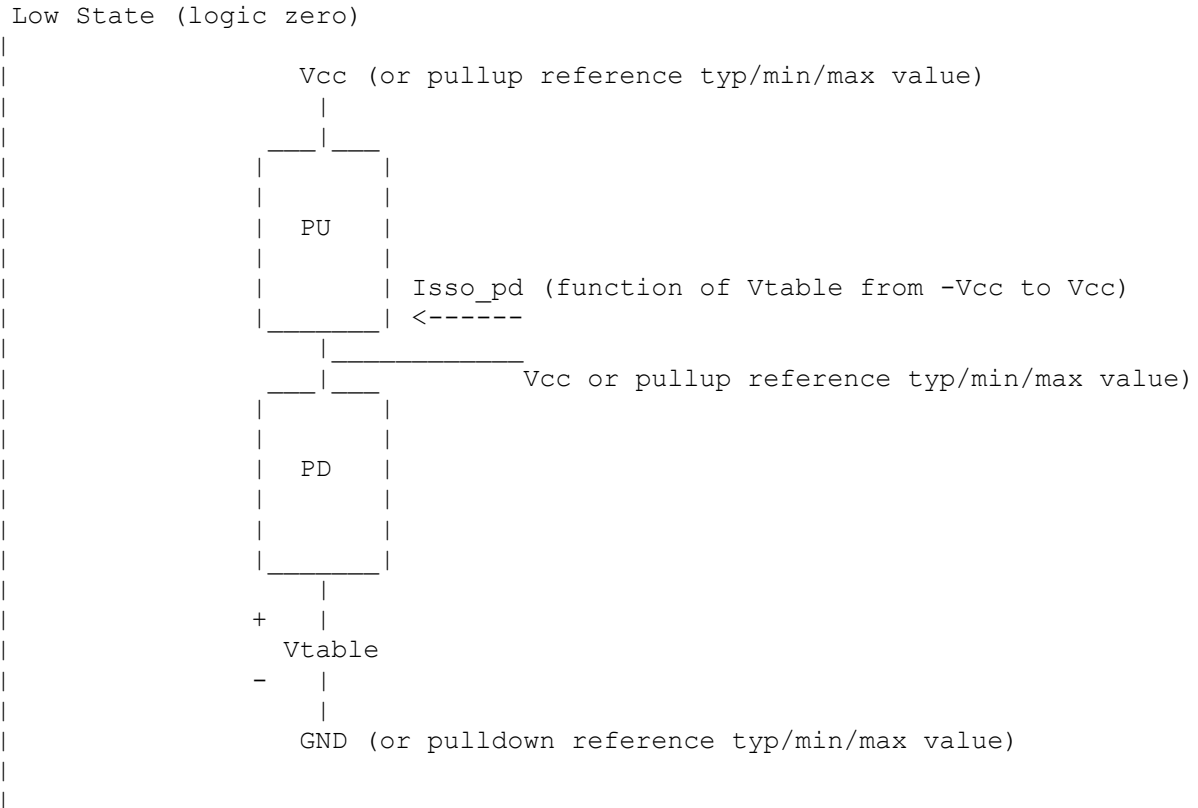 Low State (logic zero)
Vcc (or pullup reference typ/min/max value)
PU
Isso_pd (function of Vtable from -Vcc to Vcc)
<------
Vcc or pullup reference typ/min/max value)
PD
+
Vtable
-
GND (or pulldown reference typ/min/max value)